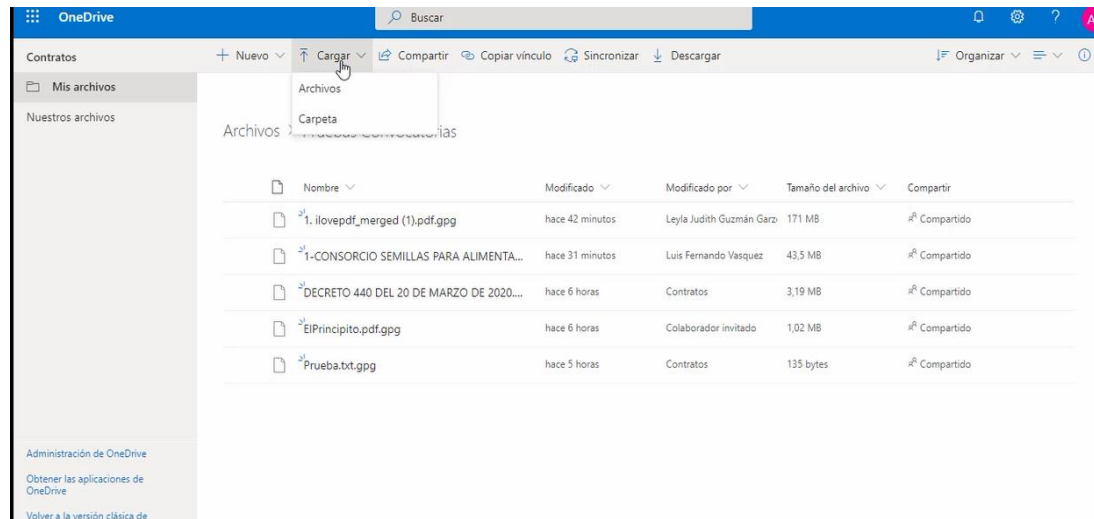 OneDrive
Buscar
?
A
Contratos
Nuevo
Cargar
Compartir
Copiar vínculo
Sincronizar
Descargar
Organizar
Mis archivos
Nuestros archivos
Archivos
Carpeta
Archivos > Pruebas Convocatorias
Nombre
Modificado
Modificado por
Tamaño del archivo
Compartir
1. ilovepdf_merged (1).pdf.gpg
hace 42 minutos
Leyla Judith Guzmán Garz
171 MB
Compartido
1-CONSORCIO SEMILLAS PARA ALIMENTA...
hace 31 minutos
Luis Fernando Vasquez
43,5 MB
Compartido
DECRETO 440 DEL 20 DE MARZO DE 2020....
hace 6 horas
Contratos
3,19 MB
Compartido
ElPrincipito.pdf.gpg
hace 6 horas
Colaborador invitado
1,02 MB
Compartido
Prueba.txt.gpg
hace 5 horas
Contratos
135 bytes
Compartido
Administración de OneDrive
Obtener las aplicaciones de
OneDrive
Volver a la versión clásica de